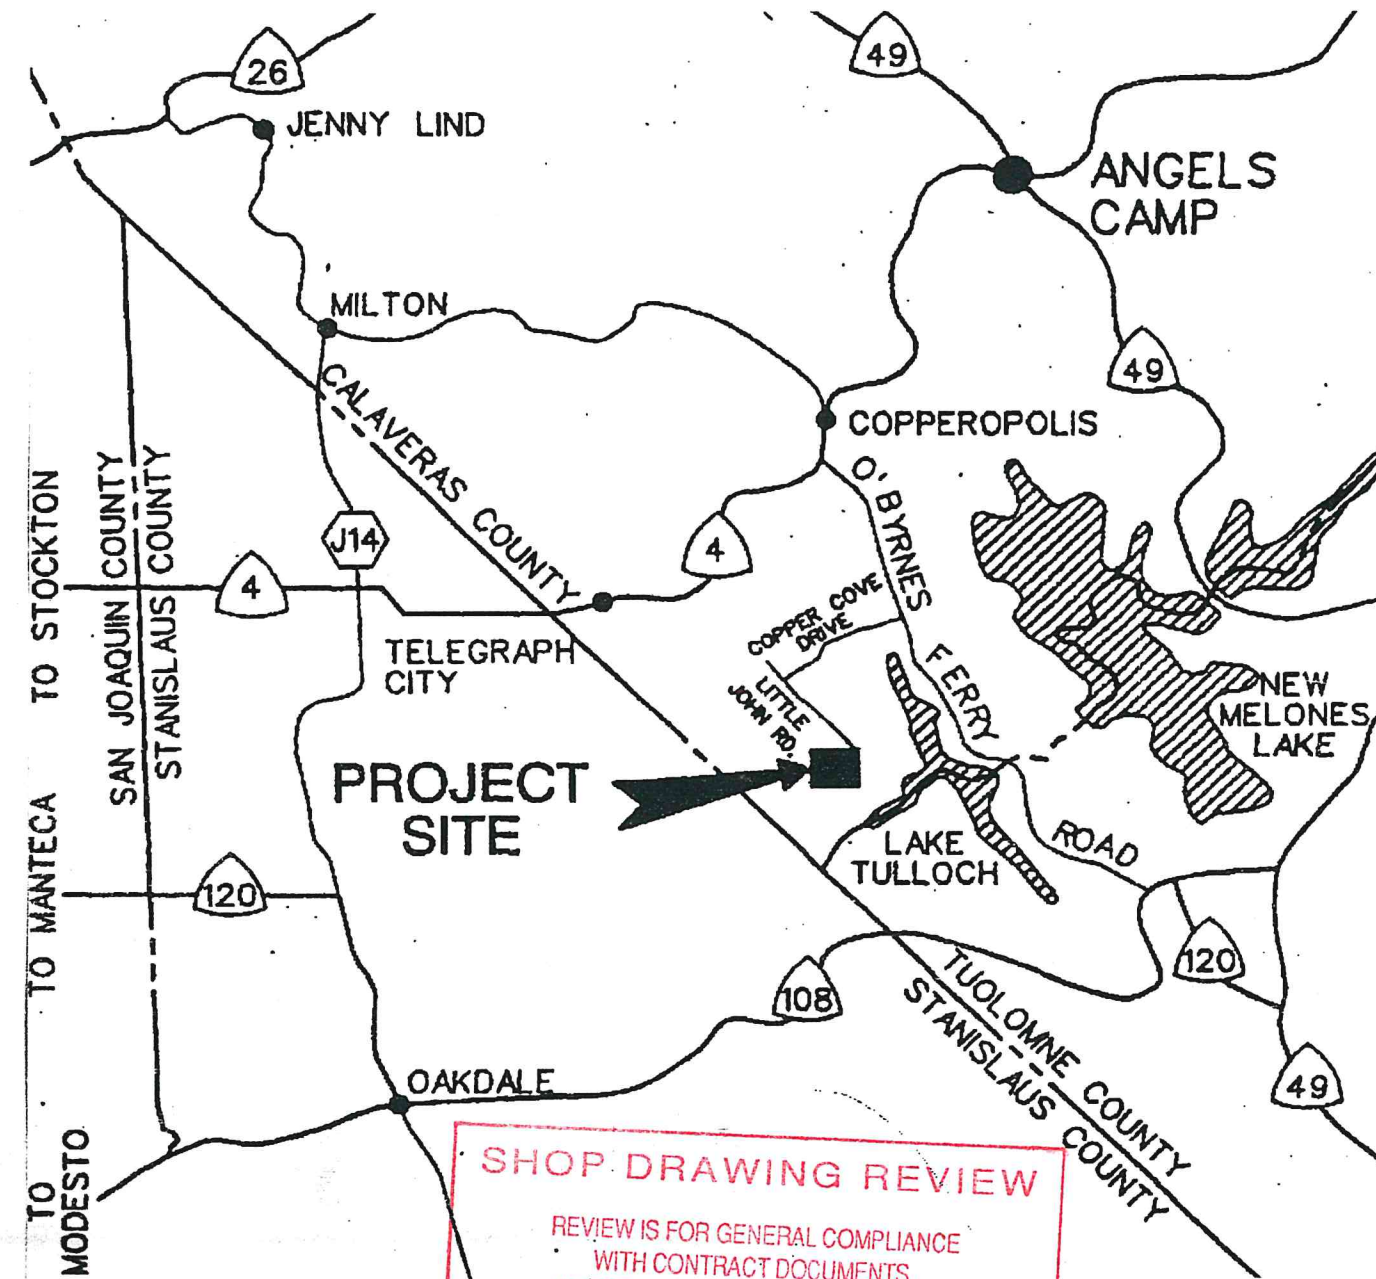 26
49
JENNY LIND
ANGELS
CAMP
MILTON
49
CALAVERAS COUNTY
COPPEROPOLIS
O'BYRNES FERRY ROAD
TO STOCKTON
SAN JOAQUIN COUNTY
STANISLAUS COUNTY
J14
4
4
COPPER COVE
DRIVE
TELEGRAPH
CITY
LITTLE
JOHN RD.
NEW
MELONES
LAKE
PROJECT
SITE
LAKE
TULLOCH
TO MANTECA
120
120
108
TUOLOMNE COUNTY
STANISLAUS COUNTY
OAKDALE
49
TO
MODESTO
SHOP DRAWING REVIEW
REVIEW IS FOR GENERAL COMPLIANCE
WITH CONTRACT DOCUMENTS